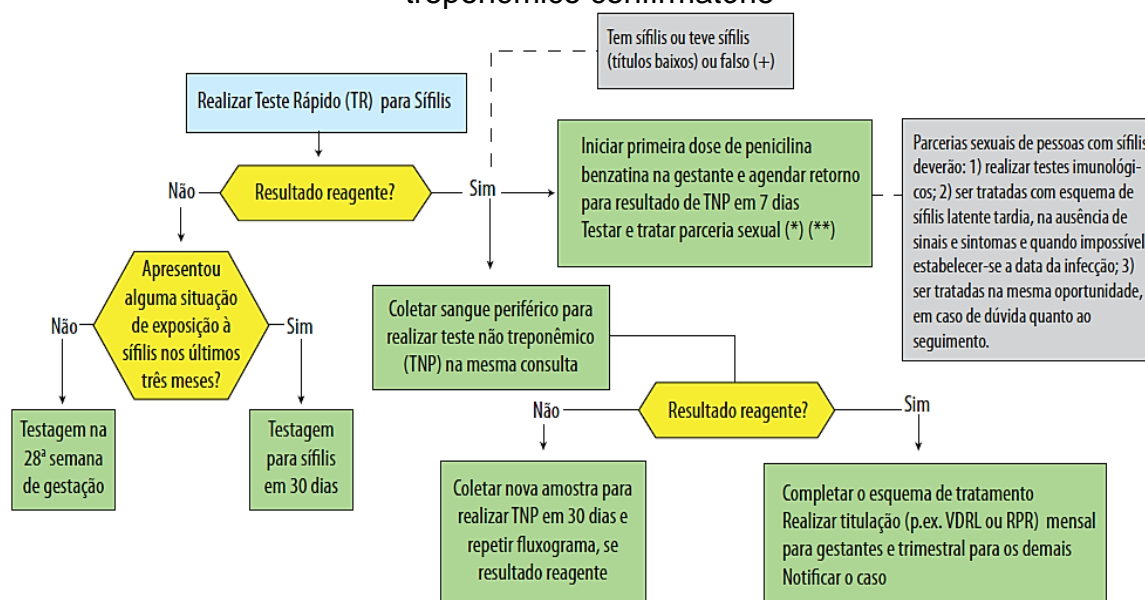 treponêmico confirmatório
Tem sífilis ou teve sífilis
(títulos baixos) ou falso (+)
Realizar Teste Rápido (TR) para Sífilis
Resultado reagente?
Não
Sim
Iniciar primeira dose de penicilina
benzatina na gestante e agendar retorno
para resultado de TNP em 7 dias
Testar e tratar parceria sexual (*) (**)
Parcerias sexuais de pessoas com sífilis
deverão: 1) realizar testes imunológi-
cos; 2) ser tratadas com esquema de
sífilis latente tardia, na ausência de
sinais e sintomas e quando impossível
estabelecer-se a data da infecção; 3)
ser tratadas na mesma oportunidade,
em caso de dúvida quanto ao
seguimento.
Apresentou
alguma situação
de exposição à
sífilis nos últimos
três meses?
Não
Sim
Testagem na
28ª semana
de gestação
Testagem
para sífilis
em 30 dias
Coletar sangue periférico para
realizar teste não treponêmico
(TNP) na mesma consulta
Resultado reagente?
Não
Sim
Coletar nova amostra para
realizar TNP em 30 dias e
repetir fluxograma, se
resultado reagente
Completar o esquema de tratamento
Realizar titulação (p.ex. VDRL ou RPR) mensal
para gestantes e trimestral para os demais
Notificar o caso